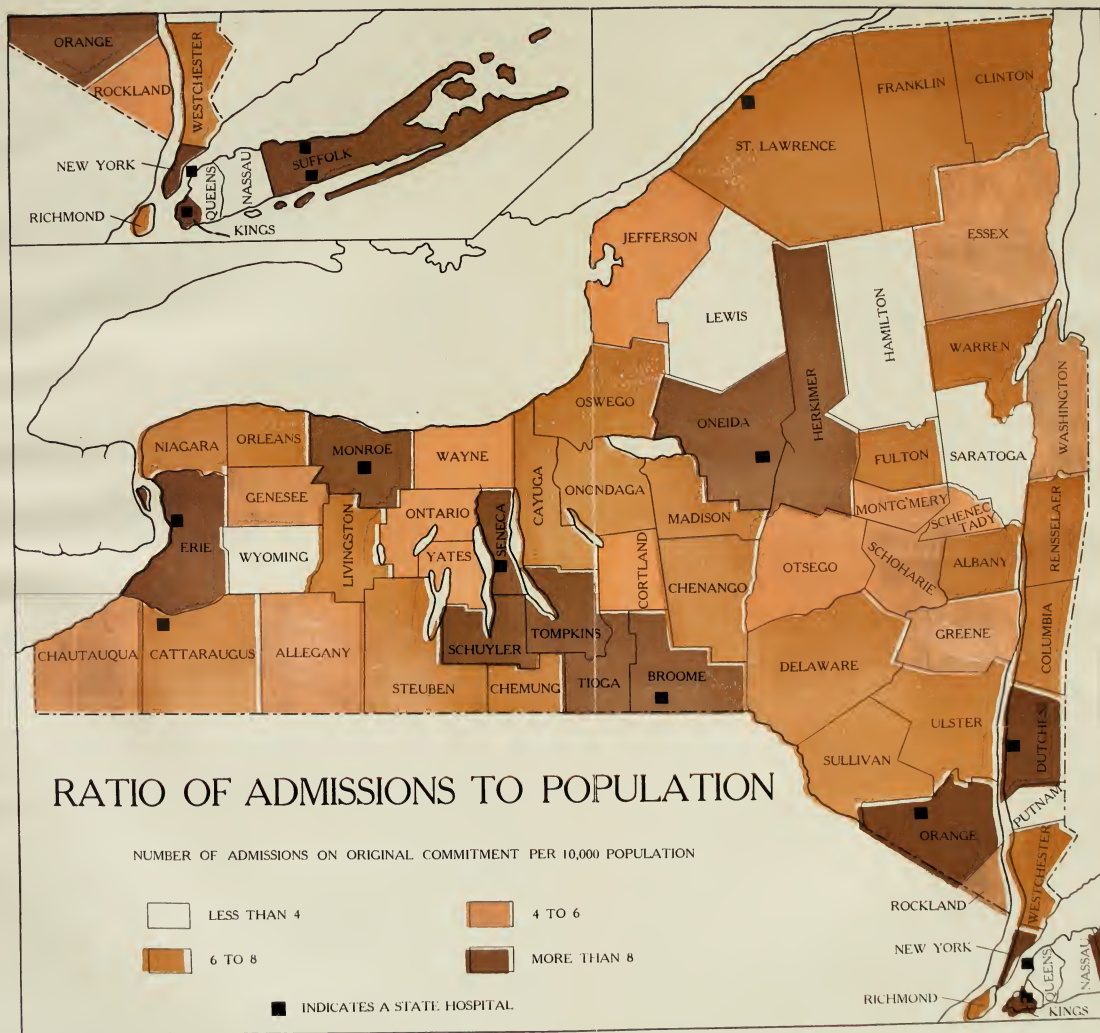 ORANGE
WESTCHESTER
ROCKLAND
NEW YORK
SUFFOLK
QUEENS
NASSAU
RICHMOND
KINGS
FRANKLIN
CLINTON
ST. LAWRENCE
JEFFERSON
ESSEX
LEWIS
HAMILTON
WARREN
WASHINGTON
OSWEGO
HERKIMER
ONEIDA
NIAGARA
ORLEANS
MONROE
WAYNE
CAYUGA
FULTON
SARATOGA
GENESEE
ONONDAGA
MONTG'MERY
ONTARIO
MADISON
SCHENEC
TADY
RENSSELAER
ERIE
WYOMING
LIVINGSTON
YATES
SENECA
CORTLAND
CHENANGO
OTSEGO
SCHOHARIE
ALBANY
CHAUTAUQUA
CATTARAUGUS
ALLEGANY
SCHUYLER
TOMPKINS
GREENE
COLUMBIA
STEUBEN
CHEMUNG
TIOGA
BROOME
DELAWARE
ULSTER
SULLIVAN
DUTCHES
PUTNAM
ORANGE
WESTCHESTER
ROCKLAND
NEW YORK
QUEENS
NASSAU
RICHMOND
KINGS
RATIO OF ADMISSIONS TO POPULATION
NUMBER OF ADMISSIONS ON ORIGINAL COMMITMENT PER 10,000 POPULATION
LESS THAN 4
4 TO 6
6 TO 8
MORE THAN 8
INDICATES A STATE HOSPITAL